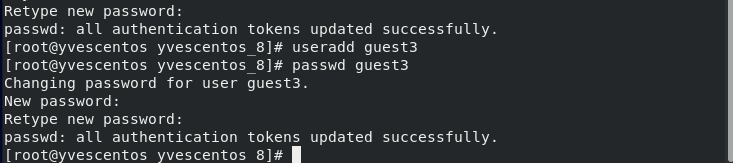 Retype new password:
passwd: all authentication tokens updated successfully.
[root@yvescentos yvescentos_8]# useradd guest3
[root@yvescentos yvescentos_8]# passwd guest3
Changing password for user guest3.
New password:
Retype new password:
passwd: all authentication tokens updated successfully.
[root@yvescentos yvescentos_8]#